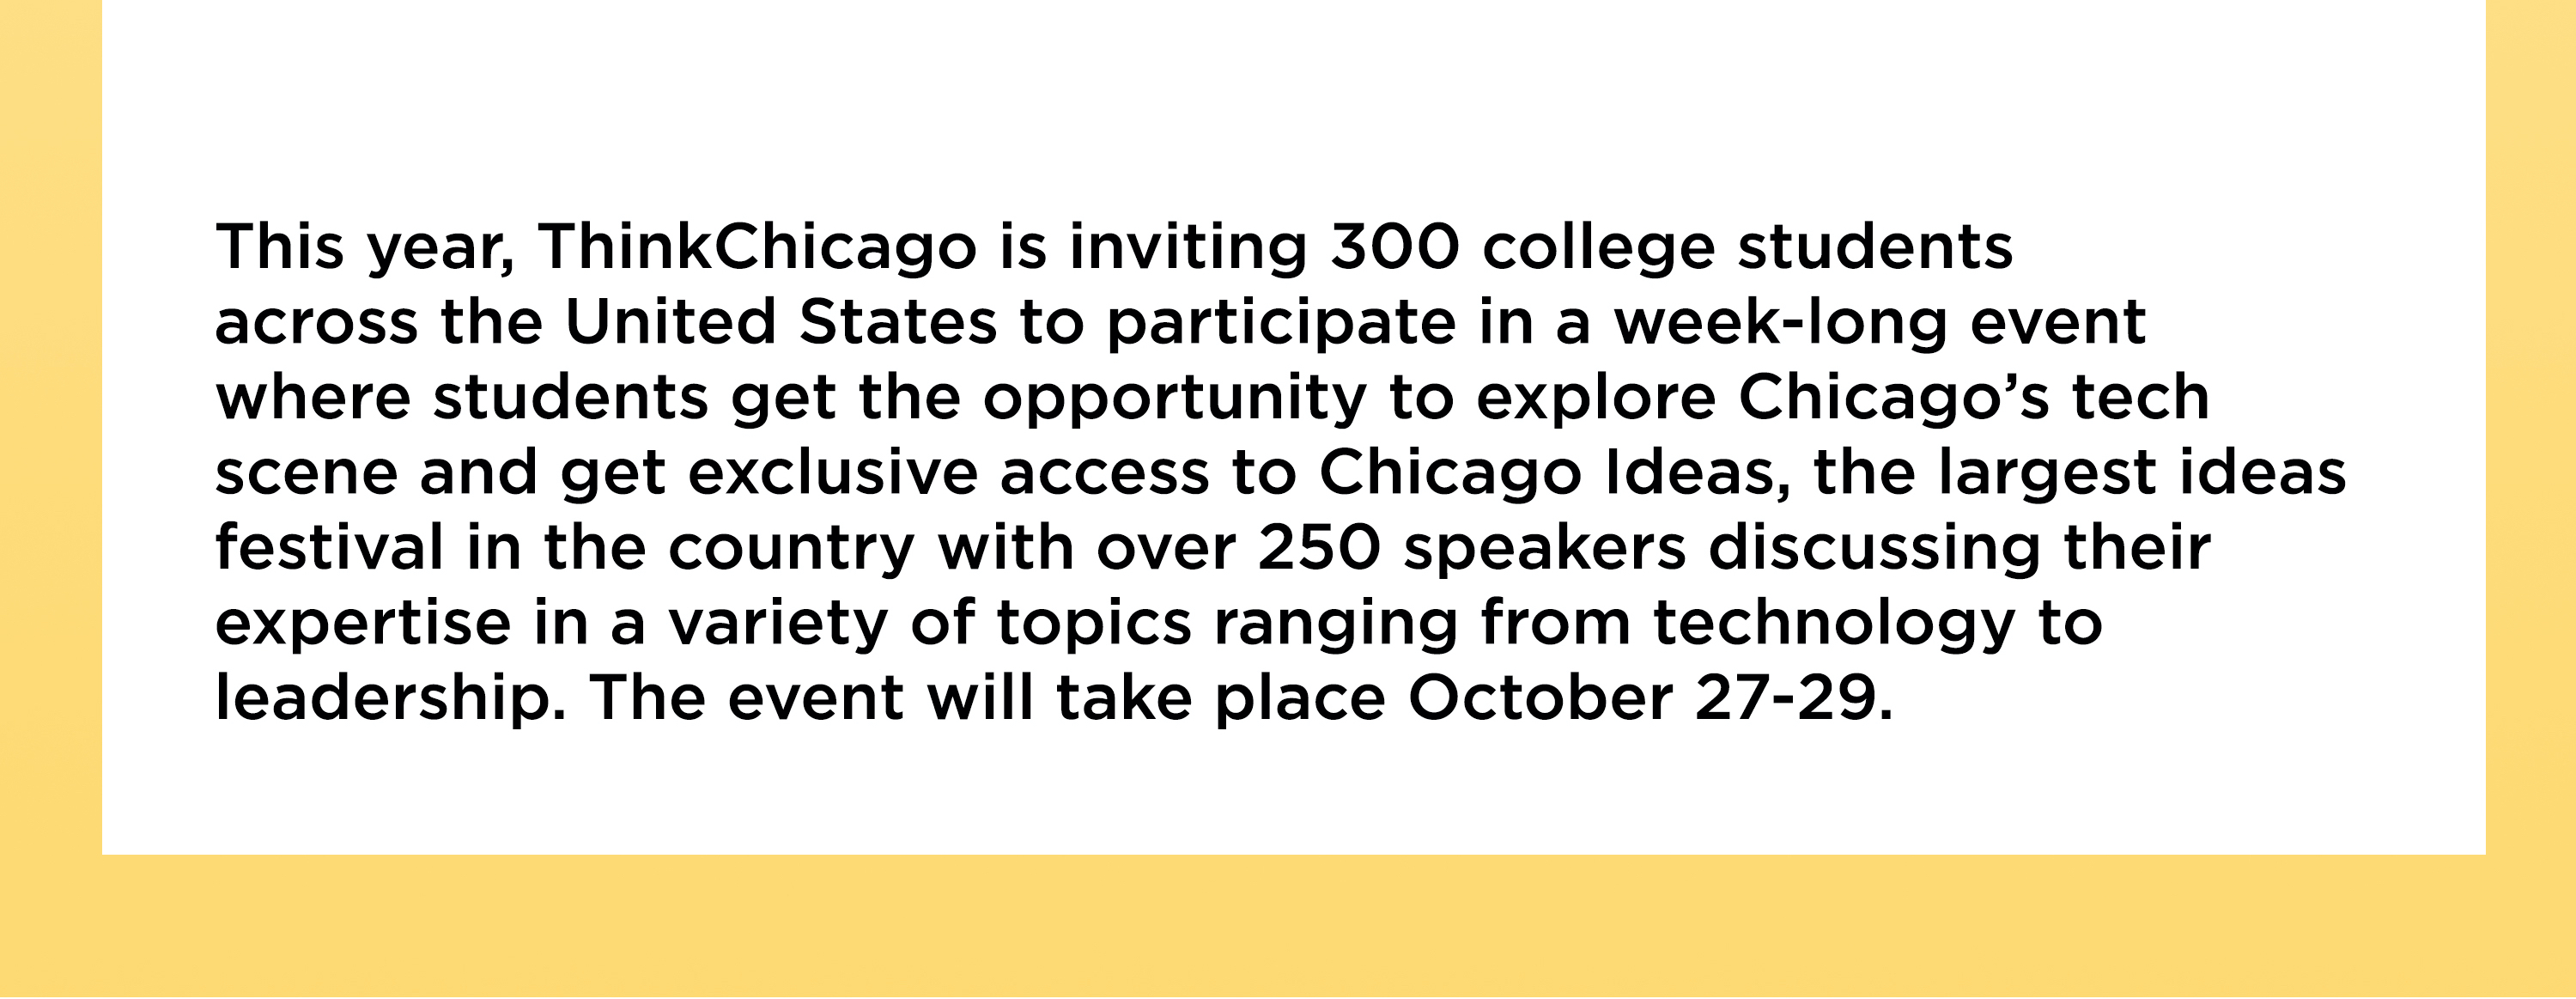 This year, ThinkChicago is inviting 300 college students
across the United States to participate in a week-long event
where students get the opportunity to explore Chicago’s tech
scene and get exclusive access to Chicago Ideas, the largest ideas
festival in the country with over 250 speakers discussing their
expertise in a variety of topics ranging from technology to
leadership. The event will take place October 27-29.